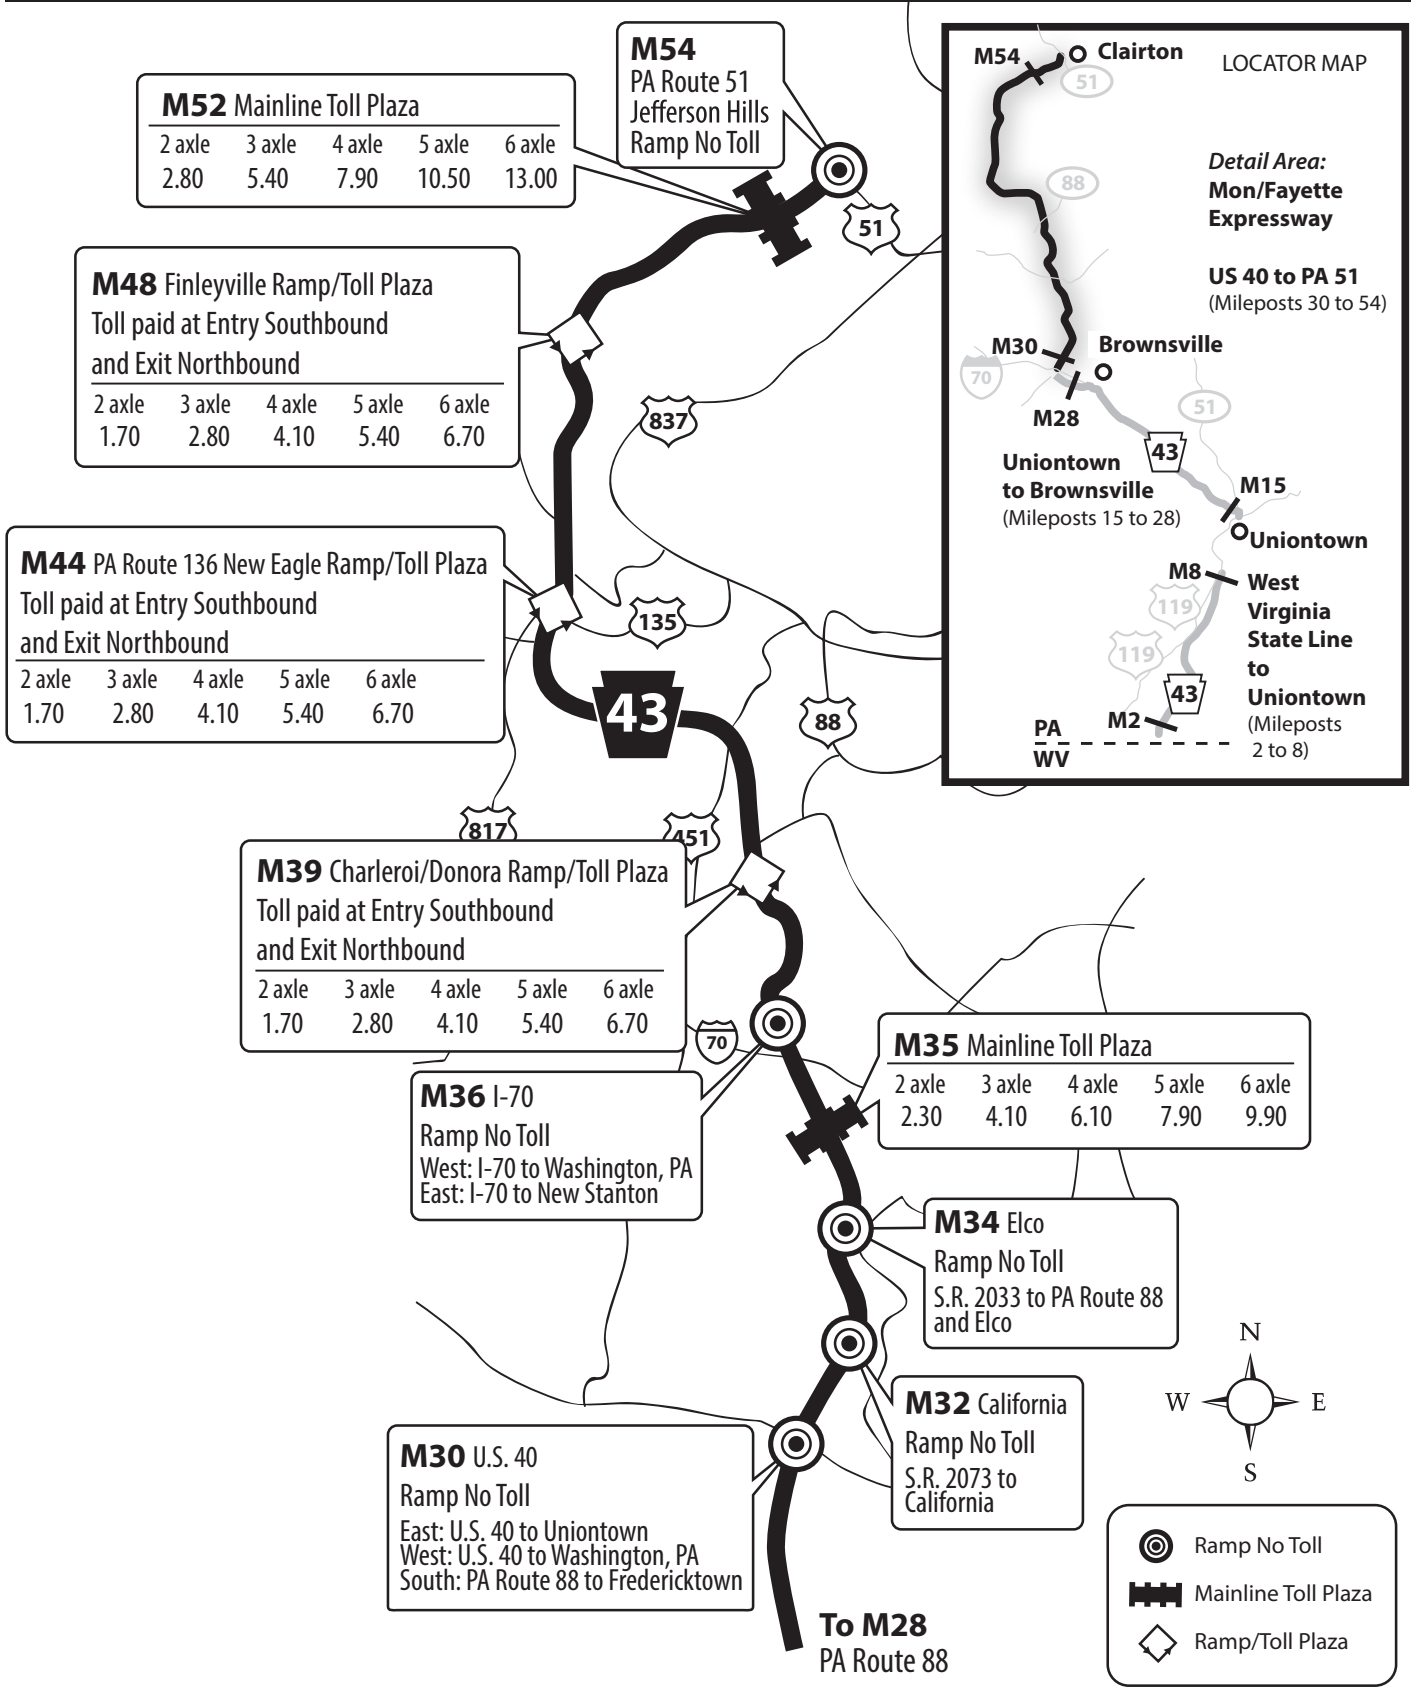 M54
PA Route 51
Jefferson Hills
Ramp No Toll
M52 Mainline Toll Plaza
2 axle 3 axle 4 axle 5 axle 6 axle
2.80 5.40 7.90 10.50 13.00
51
M48 Finleyville Ramp/Toll Plaza
Toll paid at Entry Southbound
and Exit Northbound
2 axle 3 axle 4 axle 5 axle 6 axle
1.70 2.80 4.10 5.40 6.70
837
M44 PA Route 136 New Eagle Ramp/Toll Plaza
Toll paid at Entry Southbound
and Exit Northbound
2 axle 3 axle 4 axle 5 axle 6 axle
1.70 2.80 4.10 5.40 6.70
135
43
88
817
451
M39 Charleroi/Donora Ramp/Toll Plaza
Toll paid at Entry Southbound
and Exit Northbound
2 axle 3 axle 4 axle 5 axle 6 axle
1.70 2.80 4.10 5.40 6.70
70
M36 I-70
Ramp No Toll
West: I-70 to Washington, PA
East: I-70 to New Stanton
M35 Mainline Toll Plaza
2 axle 3 axle 4 axle 5 axle 6 axle
2.30 4.10 6.10 7.90 9.90
M34 Elco
Ramp No Toll
S.R. 2033 to PA Route 88
and Elco
M32 California
Ramp No Toll
S.R. 2073 to
California
M30 U.S. 40
Ramp No Toll
East: U.S. 40 to Uniontown
West: U.S. 40 to Washington, PA
South: PA Route 88 to Fredericktown
To M28
PA Route 88
LOCATOR MAP
M54
Clairton
51
88
Detail Area:
Mon/Fayette
Expressway
US 40 to PA 51
(Mileposts 30 to 54)
M30
Brownsville
70
M28
51
43
Uniontown
to Brownsville
(Mileposts 15 to 28)
M15
Uniontown
M8
119
119
West
Virginia
State Line
to
Uniontown
(Mileposts
2 to 8)
43
M2
PA
WV
N
W E
S
Ramp No Toll
Mainline Toll Plaza
Ramp/Toll Plaza